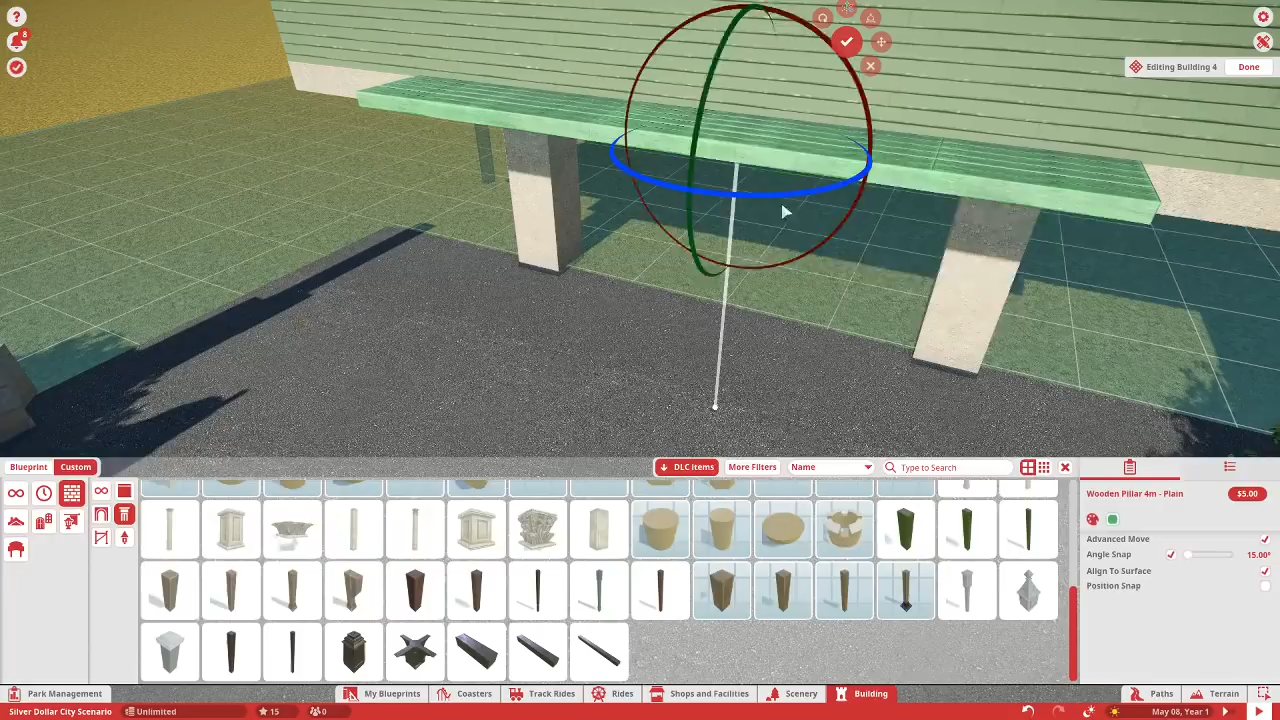 ?
8
Editing Building 4 Done
Blueprint Custom
DLC Items More Filters Name Type to Search
Wooden Pillar 4m - Plain $5.00
Advanced Move
Angle Snap 15.00°
Align To Surface
Position Snap
Park Management My Blueprints Coasters Track Rides Rides Shops and Facilities Scenery Building Paths Terrain
Silver Dollar City Scenario Unlimited 15 0 May 08, Year 1